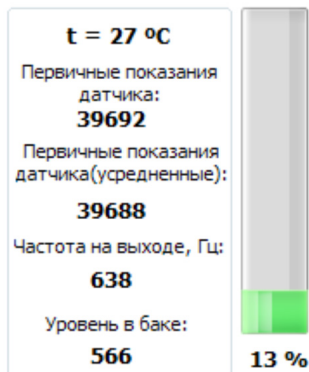 t = 27 ºC
Первичные показания
датчика:
39692
Первичные показания
датчика(усредненные):
39688
Частота на выходе, Гц:
638
Уровень в баке:
566
13 %